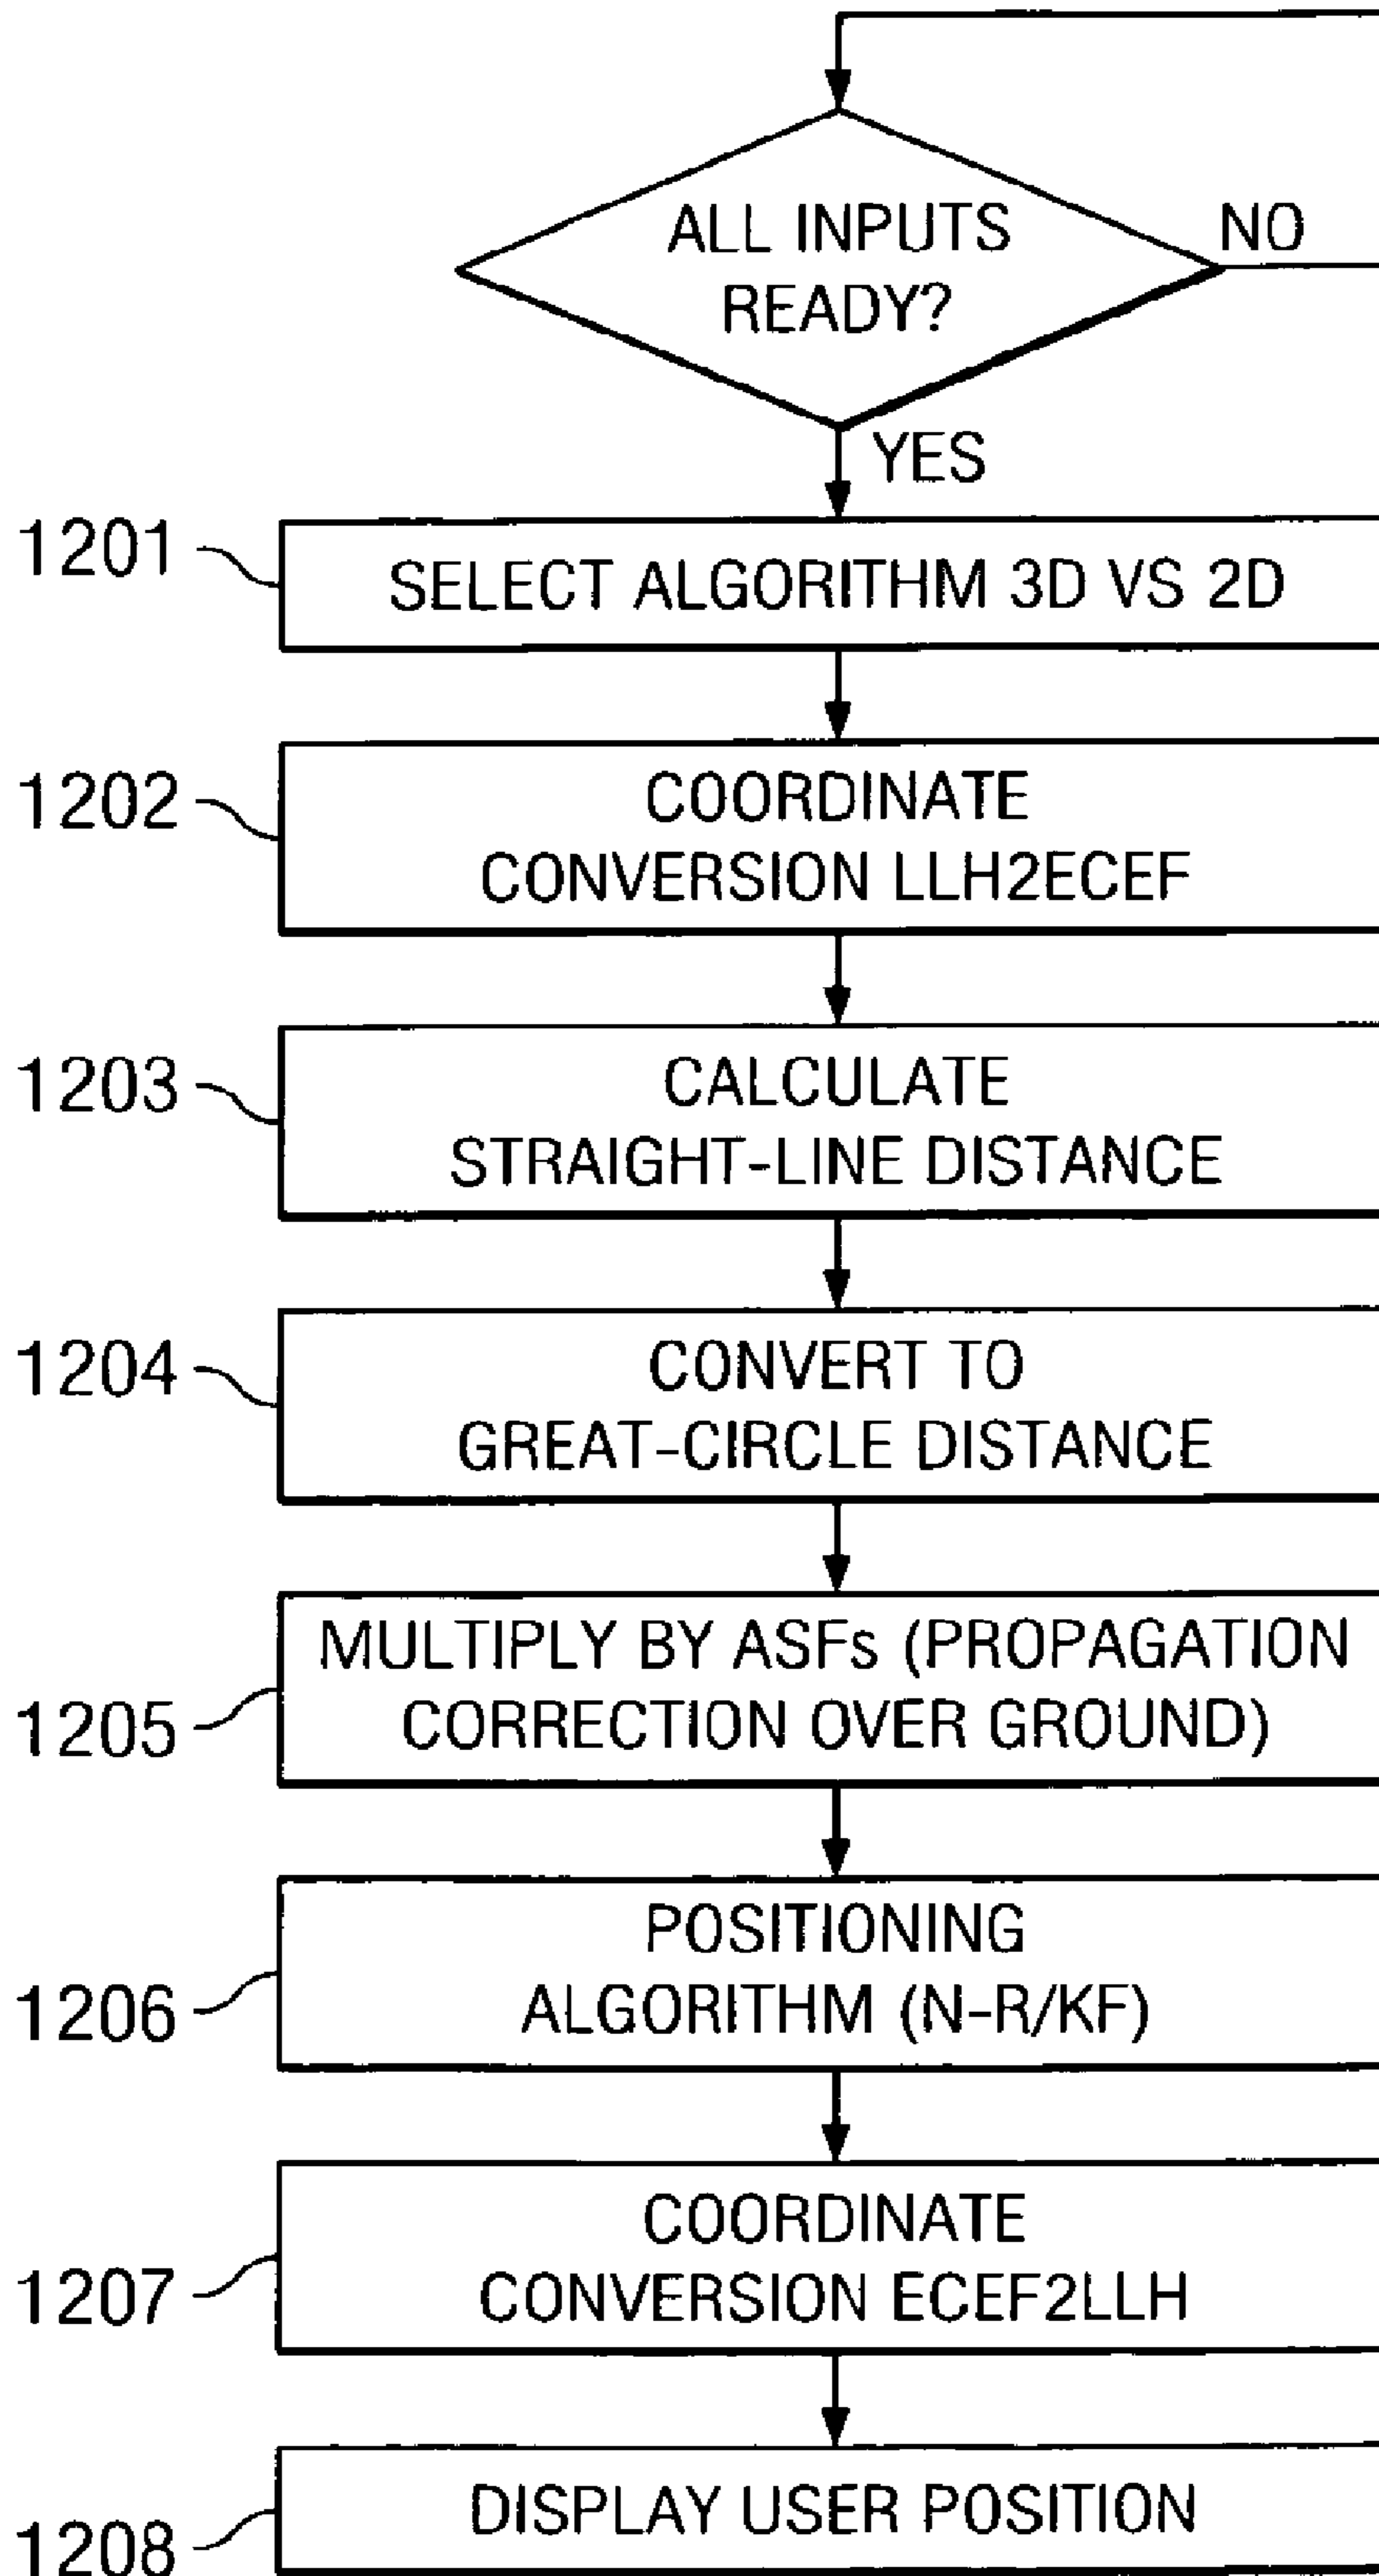 ALL INPUTS
READY?
NO
YES
1201
SELECT ALGORITHM 3D VS 2D
1202
COORDINATE
CONVERSION LLH2ECEF
1203
CALCULATE
STRAIGHT-LINE DISTANCE
1204
CONVERT TO
GREAT-CIRCLE DISTANCE
1205
MULTIPLY BY ASFs (PROPAGATION
CORRECTION OVER GROUND)
1206
POSITIONING
ALGORITHM (N-R/KF)
1207
COORDINATE
CONVERSION ECEF2LLH
1208
DISPLAY USER POSITION